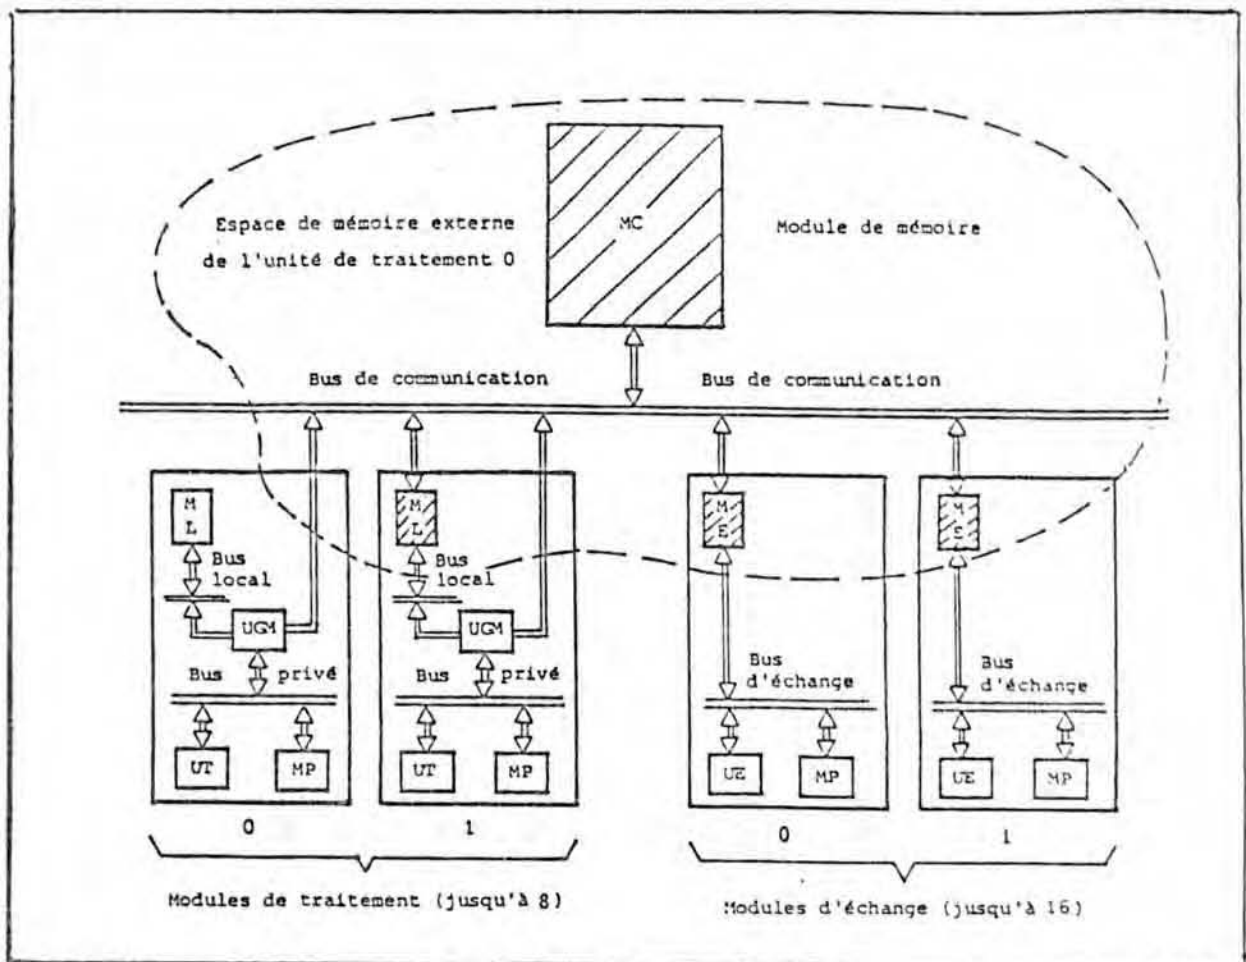 Espace de mémoire externe
de l'unité de traitement 0
MC
Module de mémoire
Bus de communication
Bus de communication
M
L
Bus
local
UGM
Bus privé
UT
MP
0
M
L
Bus
local
UGM
Bus privé
UT
MP
1
M
E
Bus
d'échange
UE
MP
0
M
E
Bus
d'échange
UE
MP
1
Modules de traitement (jusqu'à 8)
Modules d'échange (jusqu'à 16)